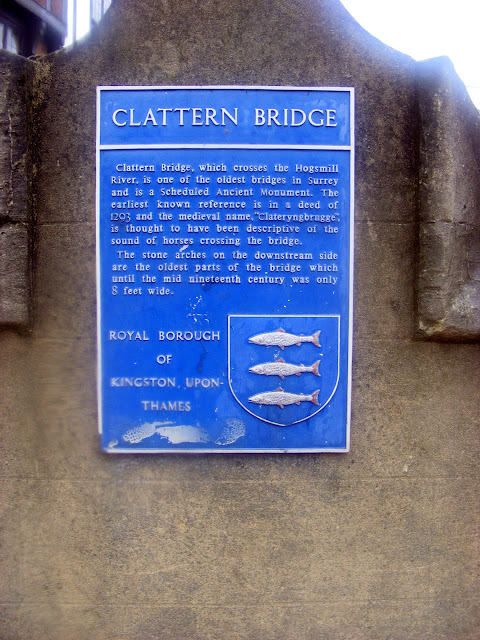 CLATTERN BRIDGE
Clattern Bridge, which crosses the Hogsmill
River, is one of the oldest bridges in Surrey
and is a Scheduled Ancient Monument. The
earliest known reference is in a deed of
1293 and the medieval name, "Clateryngbrugge",
is thought to have been descriptive of the
sound of horses crossing the bridge.
The stone arches on the downstream side
are the oldest parts of the bridge which
until the mid nineteenth century was only
8 feet wide.
ROYAL BOROUGH
OF
KINGSTON, UPON-
THAMES